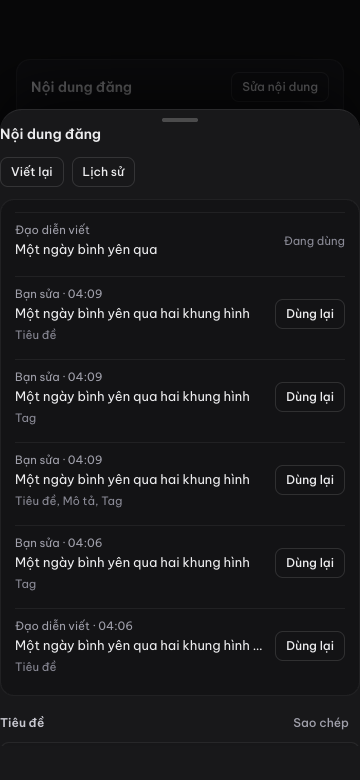 Nội dung đăng
Sửa nội dung
Nội dung đăng
Viết lại
Lịch sử
Đạo diễn viết
Một ngày bình yên qua
Đang dùng
Bạn sửa · 04:09
Một ngày bình yên qua hai khung hình
Tiêu đề
Dùng lại
Bạn sửa · 04:09
Một ngày bình yên qua hai khung hình
Tag
Dùng lại
Bạn sửa · 04:09
Một ngày bình yên qua hai khung hình
Tiêu đề, Mô tả, Tag
Dùng lại
Bạn sửa · 04:06
Một ngày bình yên qua hai khung hình
Tag
Dùng lại
Đạo diễn viết · 04:06
Một ngày bình yên qua hai khung hình ...
Tiêu đề
Dùng lại
Tiêu đề
Sao chép